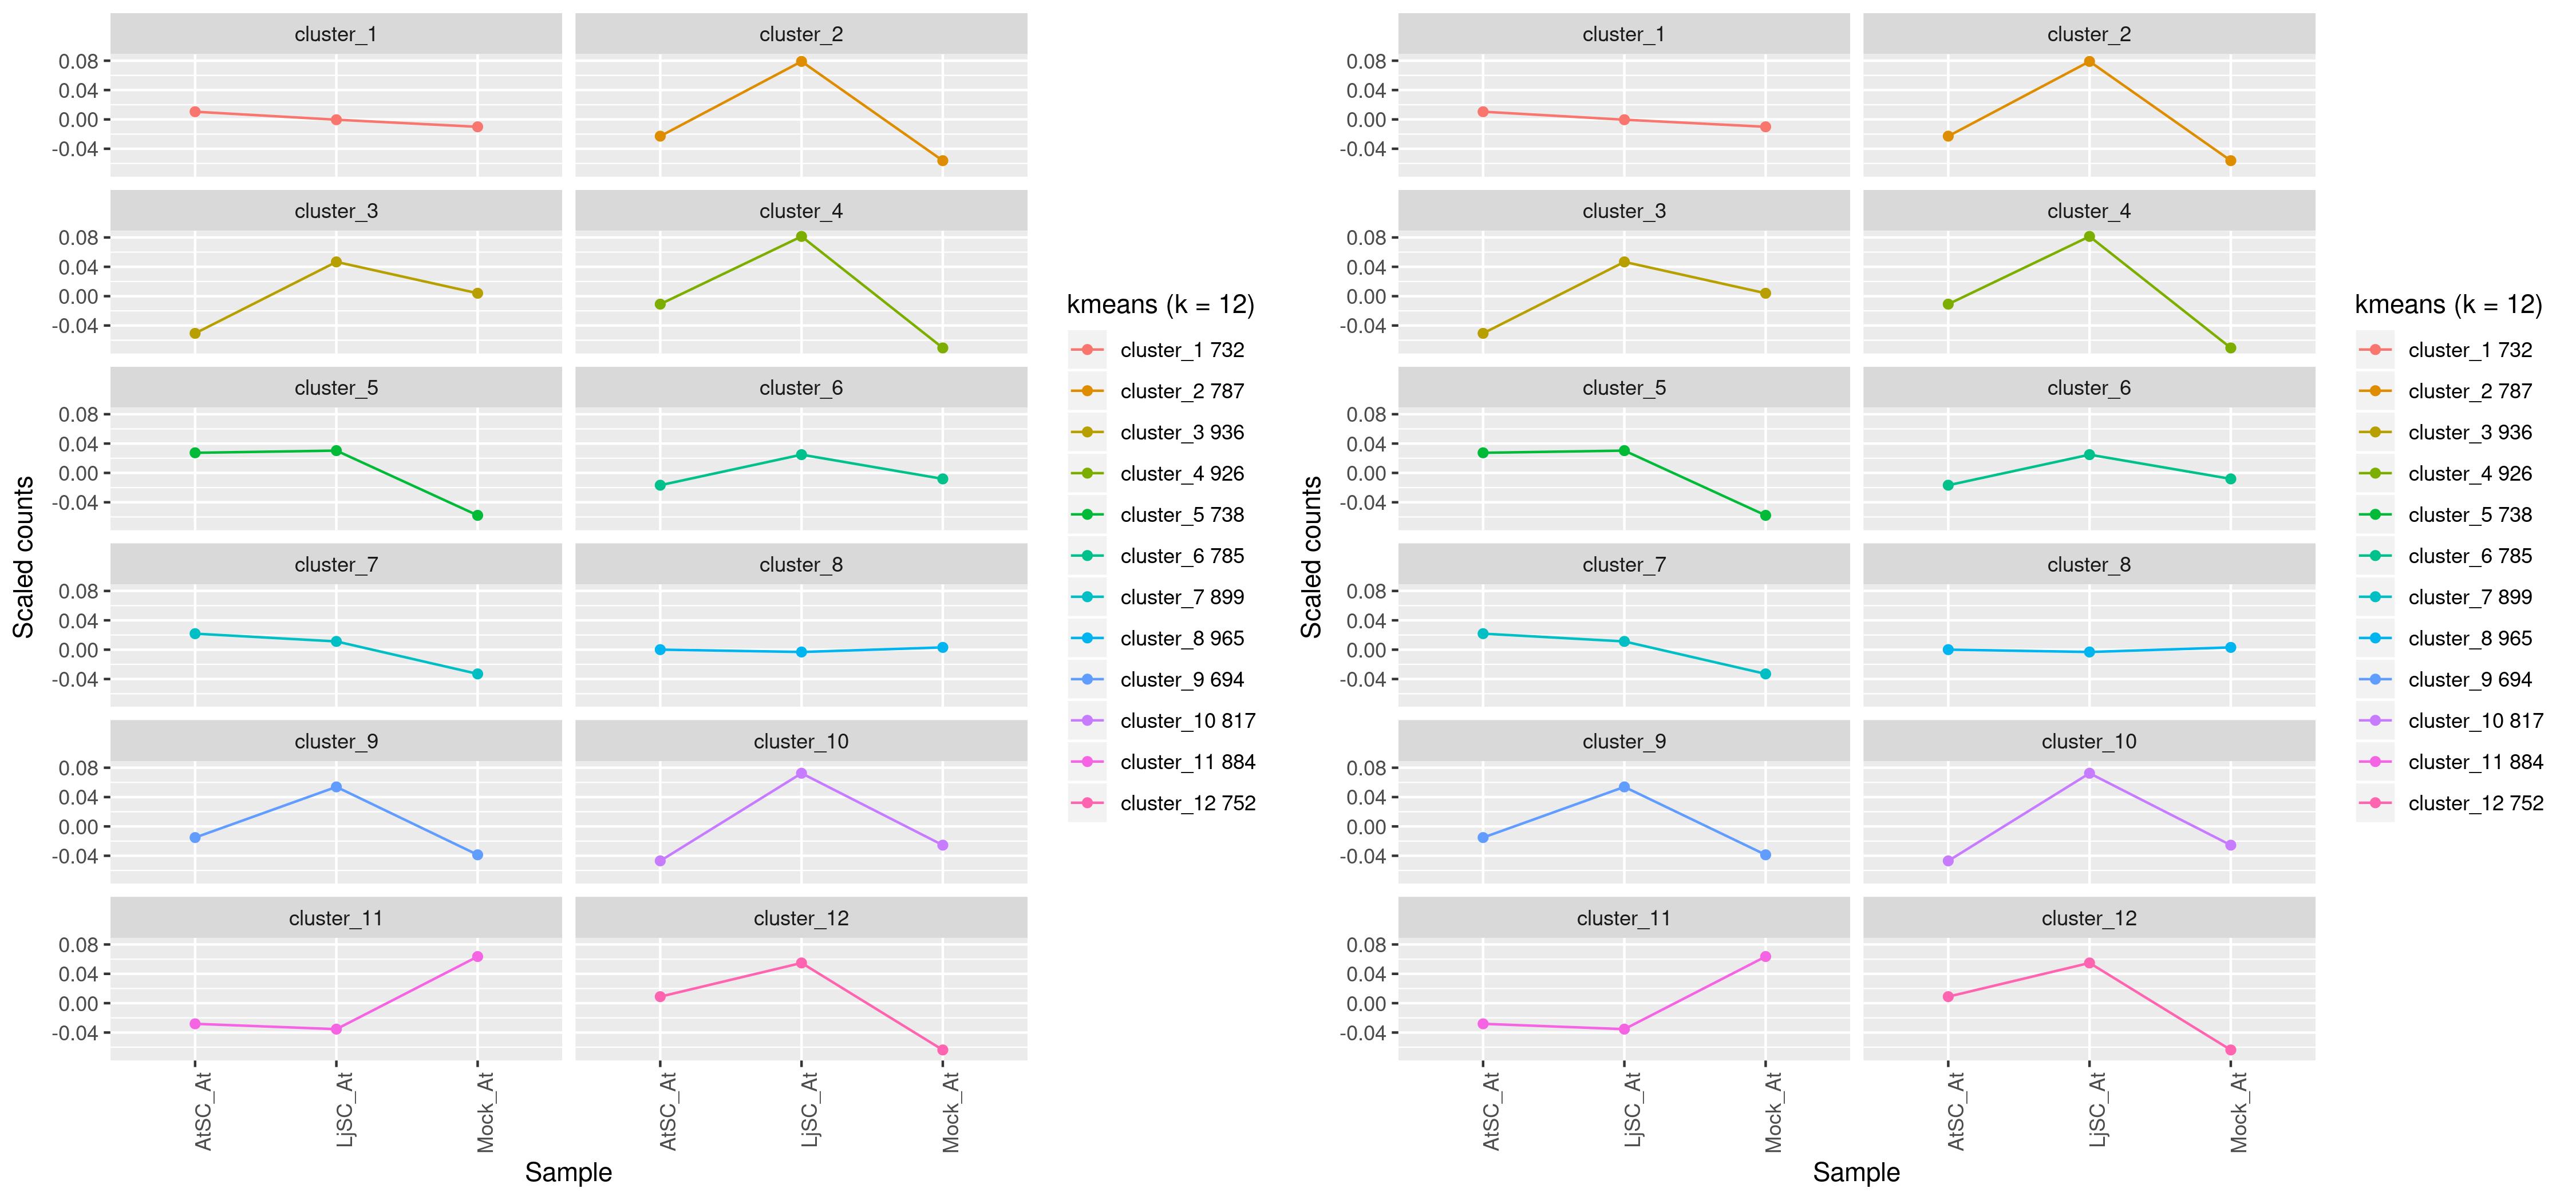 cluster_1
cluster_2
0.08
0.04
0.00
-0.04
cluster_3
cluster_4
0.08
0.04
0.00
-0.04
cluster_5
cluster_6
0.08
0.04
0.00
-0.04
cluster_7
cluster_8
0.08
0.04
0.00
-0.04
cluster_9
cluster_10
0.08
0.04
0.00
-0.04
cluster_11
cluster_12
0.08
0.04
0.00
-0.04
AtSC_At
LjSC_At
Mock_At
AtSC_At
LjSC_At
Mock_At
Sample
Scaled counts
kmeans (k = 12)
cluster_1 732
cluster_2 787
cluster_3 936
cluster_4 926
cluster_5 738
cluster_6 785
cluster_7 899
cluster_8 965
cluster_9 694
cluster_10 817
cluster_11 884
cluster_12 752
cluster_1
cluster_2
0.08
0.04
0.00
-0.04
cluster_3
cluster_4
0.08
0.04
0.00
-0.04
cluster_5
cluster_6
0.08
0.04
0.00
-0.04
cluster_7
cluster_8
0.08
0.04
0.00
-0.04
cluster_9
cluster_10
0.08
0.04
0.00
-0.04
cluster_11
cluster_12
0.08
0.04
0.00
-0.04
AtSC_At
LjSC_At
Mock_At
AtSC_At
LjSC_At
Mock_At
Sample
Scaled counts
kmeans (k = 12)
cluster_1 732
cluster_2 787
cluster_3 936
cluster_4 926
cluster_5 738
cluster_6 785
cluster_7 899
cluster_8 965
cluster_9 694
cluster_10 817
cluster_11 884
cluster_12 752